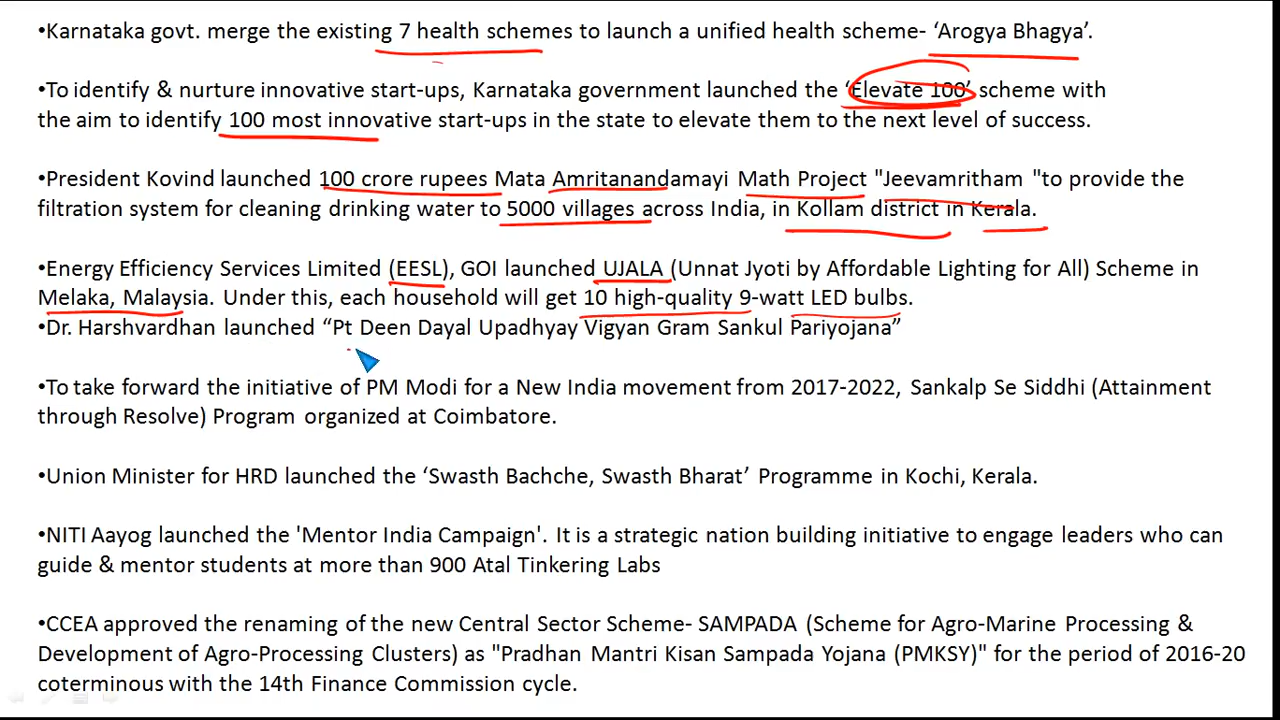 •Karnataka govt. merge the existing 7 health schemes to launch a unified health scheme- ‘Arogya Bhagya’.
•To identify & nurture innovative start-ups, Karnataka government launched the ‘Elevate 100’ scheme with
the aim to identify 100 most innovative start-ups in the state to elevate them to the next level of success.
•President Kovind launched 100 crore rupees Mata Amritanandamayi Math Project "Jeevamritham "to provide the
filtration system for cleaning drinking water to 5000 villages across India, in Kollam district in Kerala.
•Energy Efficiency Services Limited (EESL), GOI launched UJALA (Unnat Jyoti by Affordable Lighting for All) Scheme in
Melaka, Malaysia. Under this, each household will get 10 high-quality 9-watt LED bulbs.
•Dr. Harshvardhan launched “Pt Deen Dayal Upadhyay Vigyan Gram Sankul Pariyojana”
•To take forward the initiative of PM Modi for a New India movement from 2017-2022, Sankalp Se Siddhi (Attainment
through Resolve) Program organized at Coimbatore.
•Union Minister for HRD launched the ‘Swasth Bachche, Swasth Bharat’ Programme in Kochi, Kerala.
•NITI Aayog launched the 'Mentor India Campaign'. It is a strategic nation building initiative to engage leaders who can
guide & mentor students at more than 900 Atal Tinkering Labs
•CCEA approved the renaming of the new Central Sector Scheme- SAMPADA (Scheme for Agro-Marine Processing &
Development of Agro-Processing Clusters) as "Pradhan Mantri Kisan Sampada Yojana (PMKSY)" for the period of 2016-20
coterminous with the 14th Finance Commission cycle.